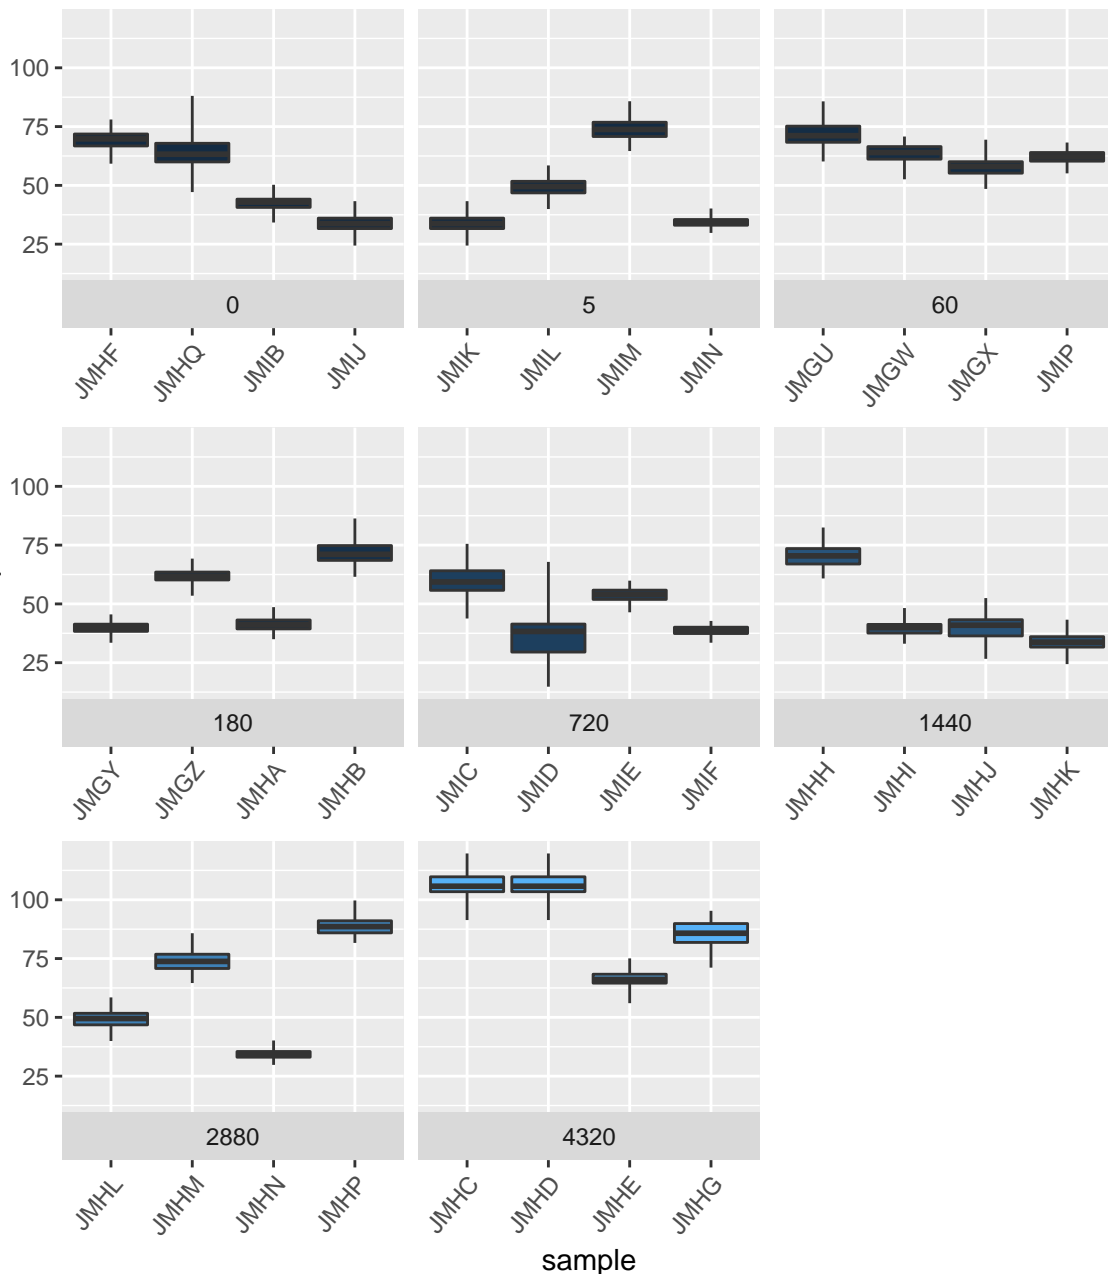 100
75
50
25
0
5
60
JMHF JMHQ JMIB JMIJ
JMIK JMIL JMIM JMIN
JMGU JMGW JMGX JMIP
100
75
50
25
180
720
1440
JMGY JMGZ JMHA JMHB
JMIC JMID JMIE JMIF
JMHH JMHI JMHJ JMHK
100
75
50
25
2880
4320
JMHL JMHM JMHN JMHP
JMHC JMHD JMHE JMHG
sample